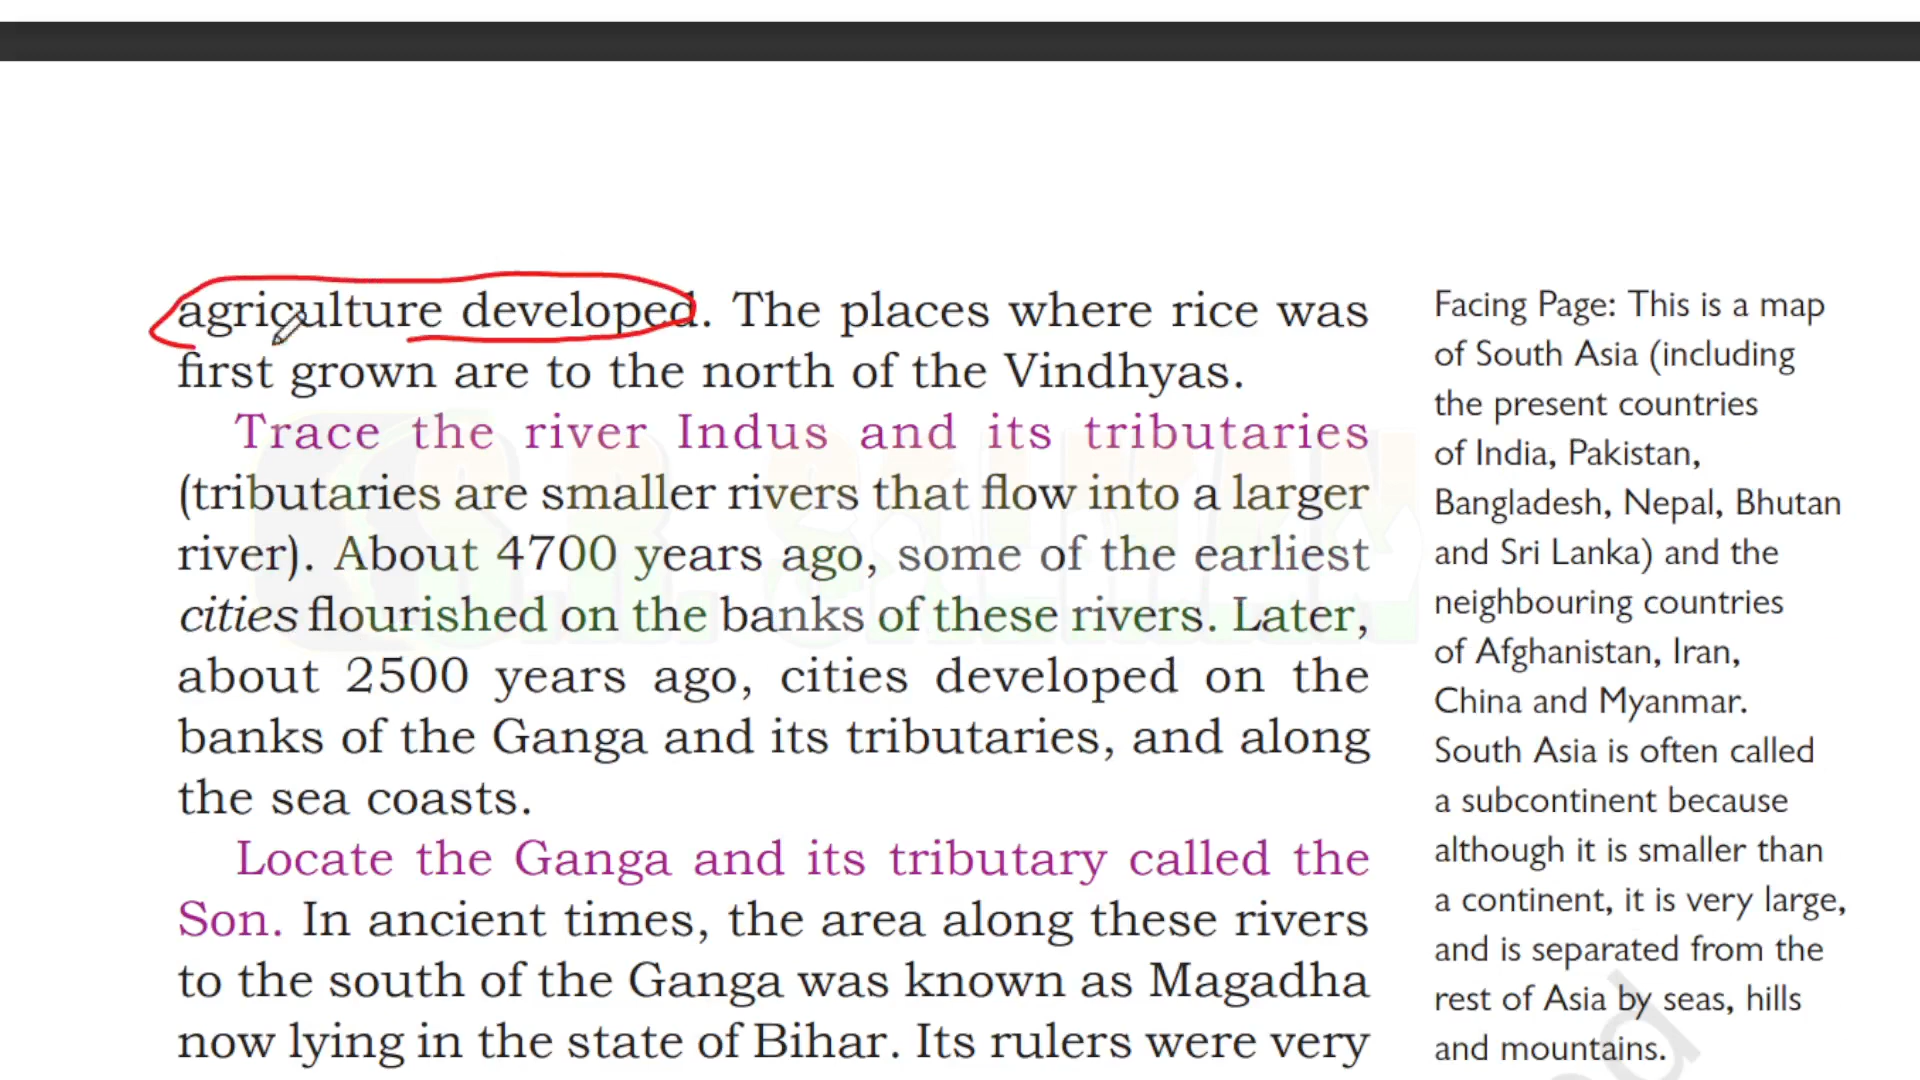 agriculture developed. The places where rice was
first grown are to the north of the Vindhyas.
Trace the river Indus and its tributaries
(tributaries are smaller rivers that flow into a larger
river). About 4700 years ago, some of the earliest
cities flourished on the banks of these rivers. Later,
about 2500 years ago, cities developed on the
banks of the Ganga and its tributaries, and along
the sea coasts.
Locate the Ganga and its tributary called the
Son. In ancient times, the area along these rivers
to the south of the Ganga was known as Magadha
now lying in the state of Bihar. Its rulers were very
Facing Page: This is a map
of South Asia (including
the present countries
of India, Pakistan,
Bangladesh, Nepal, Bhutan
and Sri Lanka) and the
neighbouring countries
of Afghanistan, Iran,
China and Myanmar.
South Asia is often called
a subcontinent because
although it is smaller than
a continent, it is very large,
and is separated from the
rest of Asia by seas, hills
and mountains.